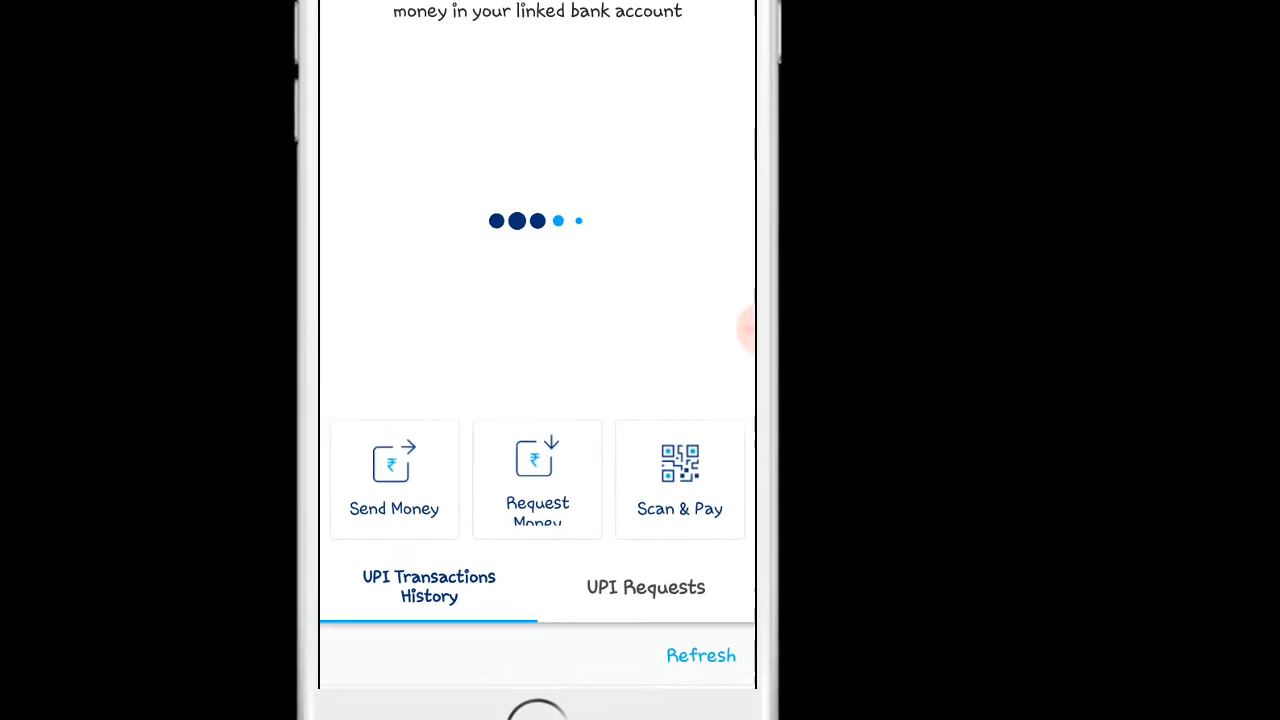 money in your linked bank account
₹
₹
Send Money
Request
Money
Scan & Pay
UPI Transactions
History
UPI Requests
Refresh